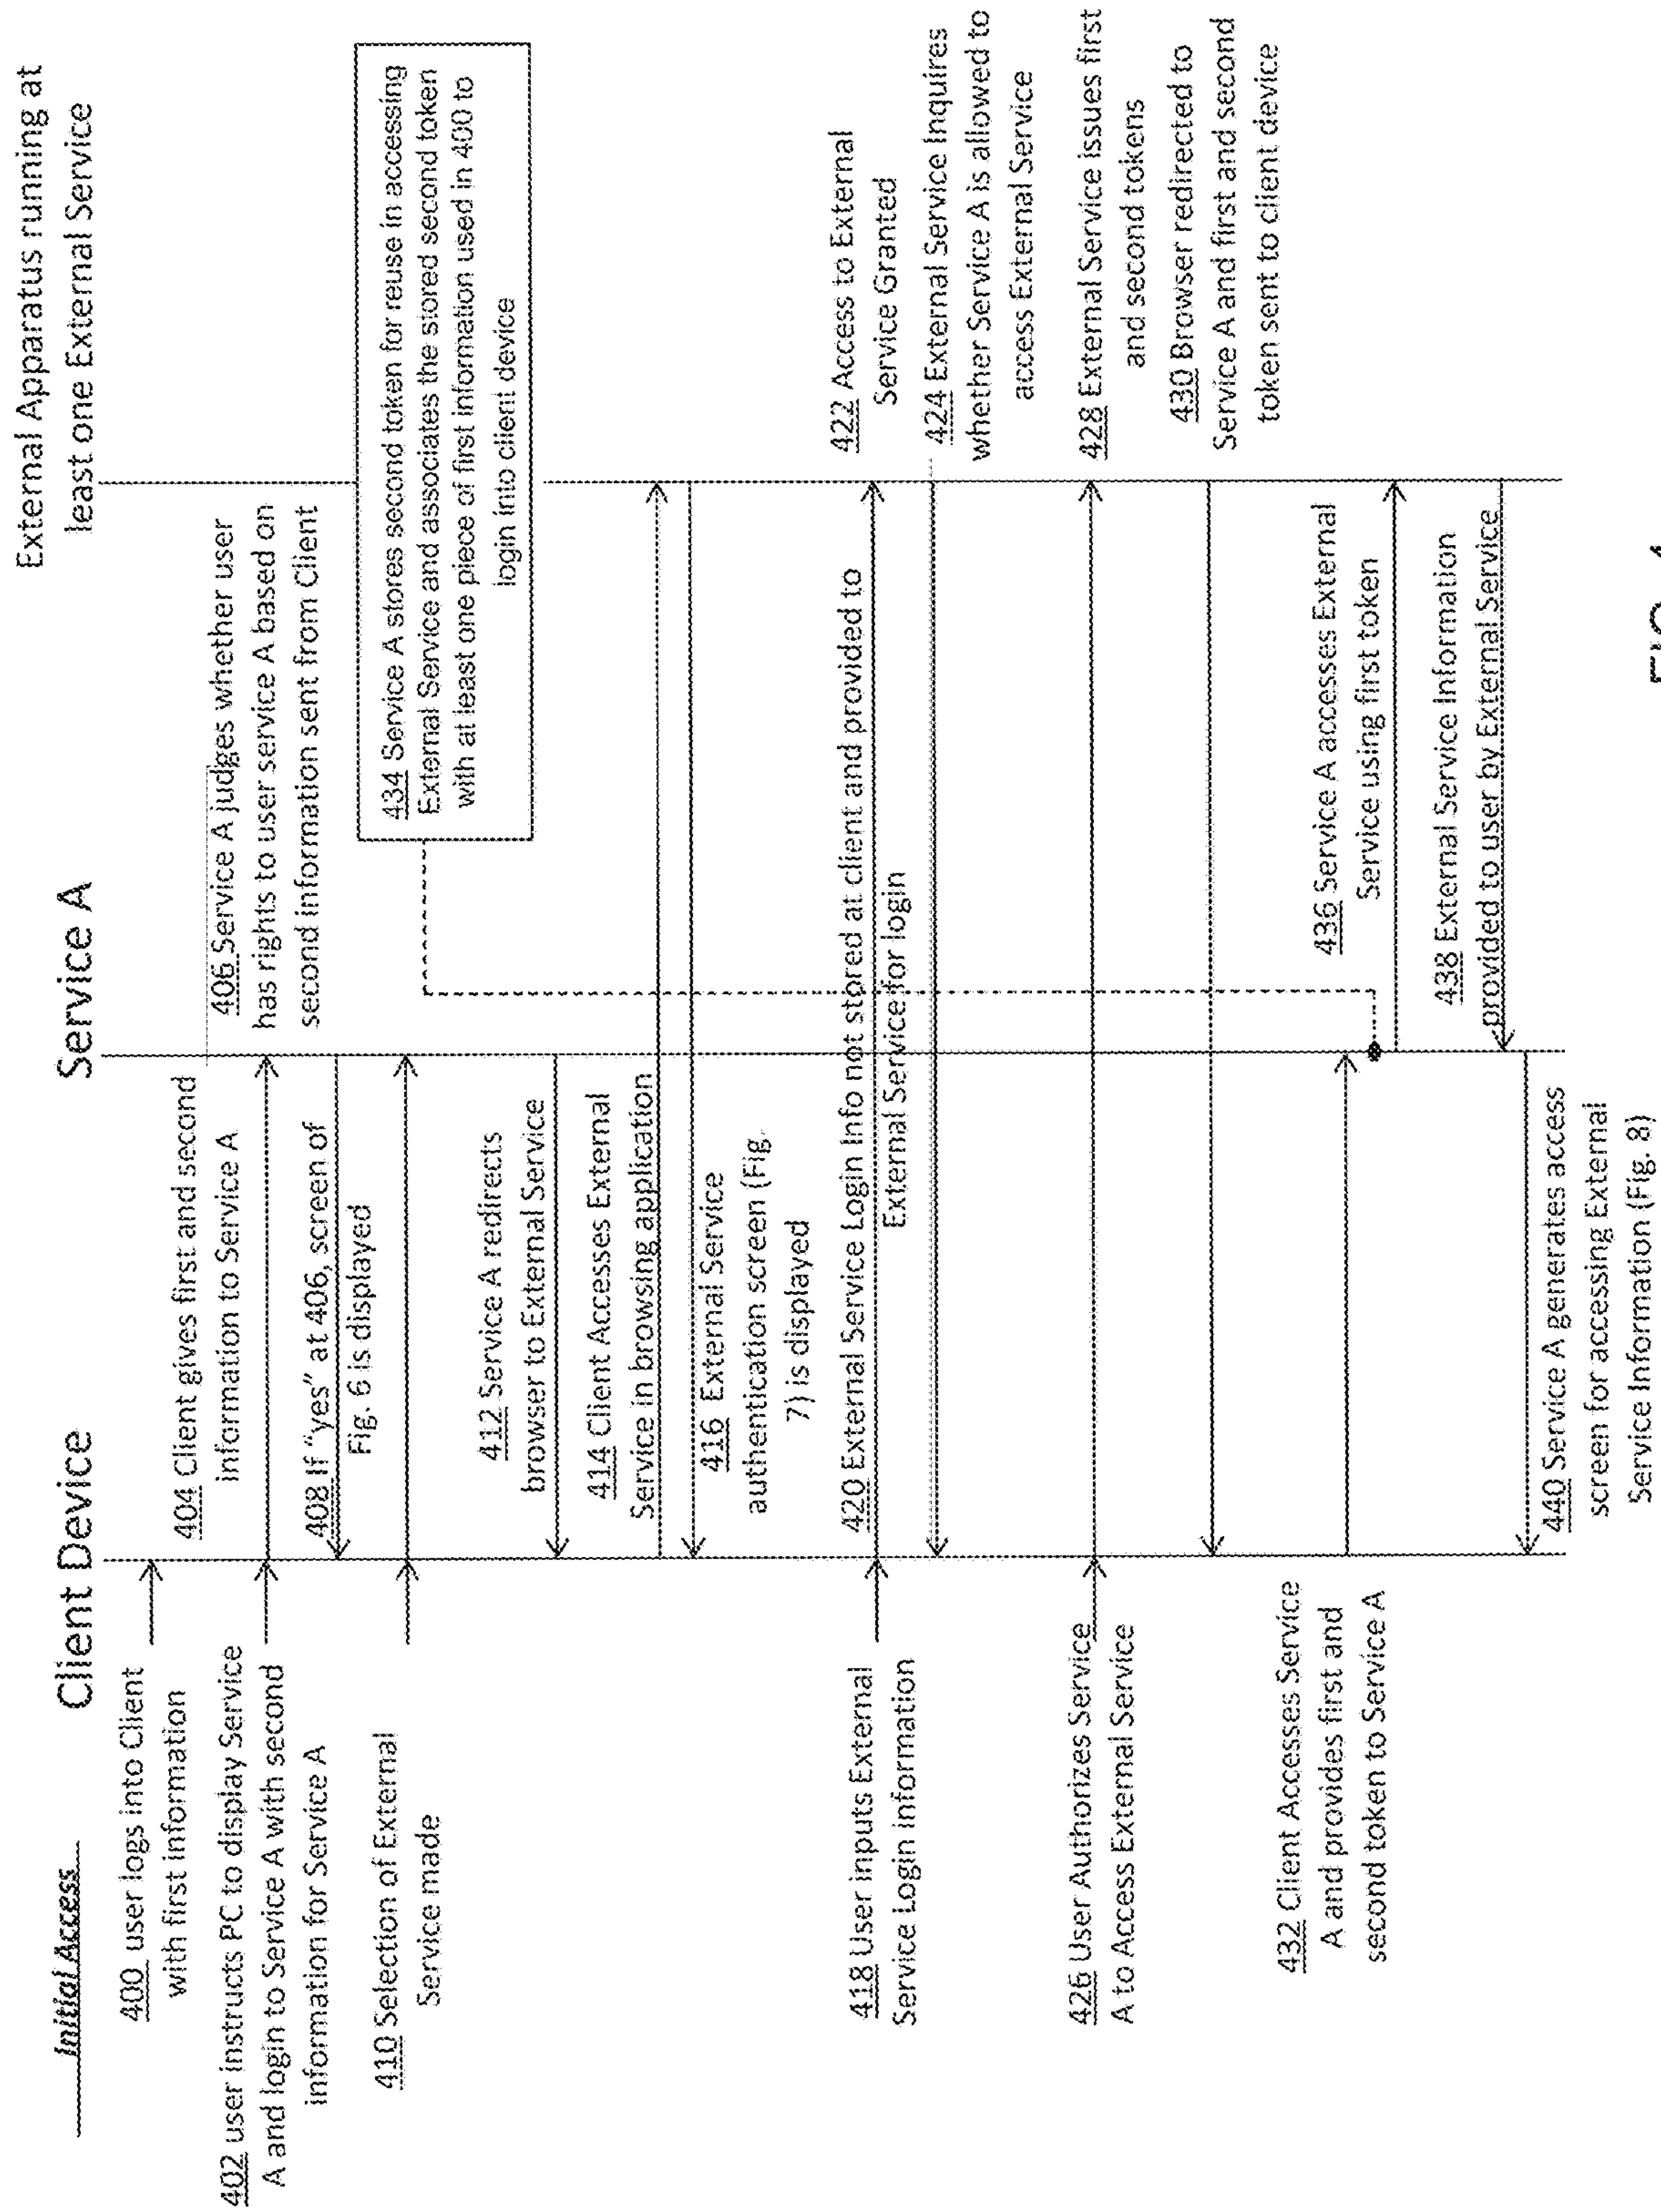 Initial Access
Client Device
Service A
External Apparatus running at
least one External Service
400 user logs into Client
with first information
402 user instructs PC to display Service
A and login to Service A with second
information for Service A
404 Client gives first and second
information to Service A
406 Service A judges whether user
has rights to user service A based on
second information sent from Client
408 If "yes" at 406, screen of
Fig. 6 is displayed
410 Selection of External
Service made
412 Service A redirects
browser to External Service
414 Client Accesses External
Service in browsing application
416 External Service
authentication screen (Fig.
7) is displayed
418 User inputs External
Service Login information
420 External Service Login Info not stored at client and provided to
External Service for login
422 Access to External
Service Granted
424 External Service Inquires
whether Service A is allowed to
access External Service
426 User Authorizes Service
A to Access External Service
428 External Service issues first
and second tokens
430 Browser redirected to
Service A and first and second
token sent to client device
432 Client Accesses Service
A and provides first and
second token to Service A
434 Service A stores second token for reuse in accessing
External Service and associates the stored second token
with at least one piece of first information used in 400 to
login into client device
436 Service A accesses External
Service using first token
438 External Service Information
provided to user by External Service
440 Service A generates access
screen for accessing External
Service Information (Fig. 8)